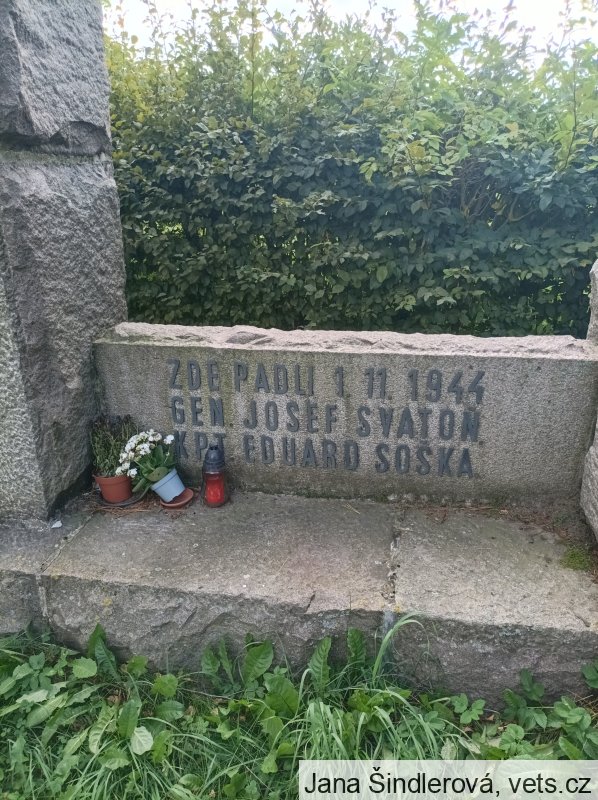 ZDE PADLI 1. 11. 1944
GEN. JOSEF SVATOŇ.
KPT. EDUARD SOŠKA
Jana Šindlerová, vets.cz